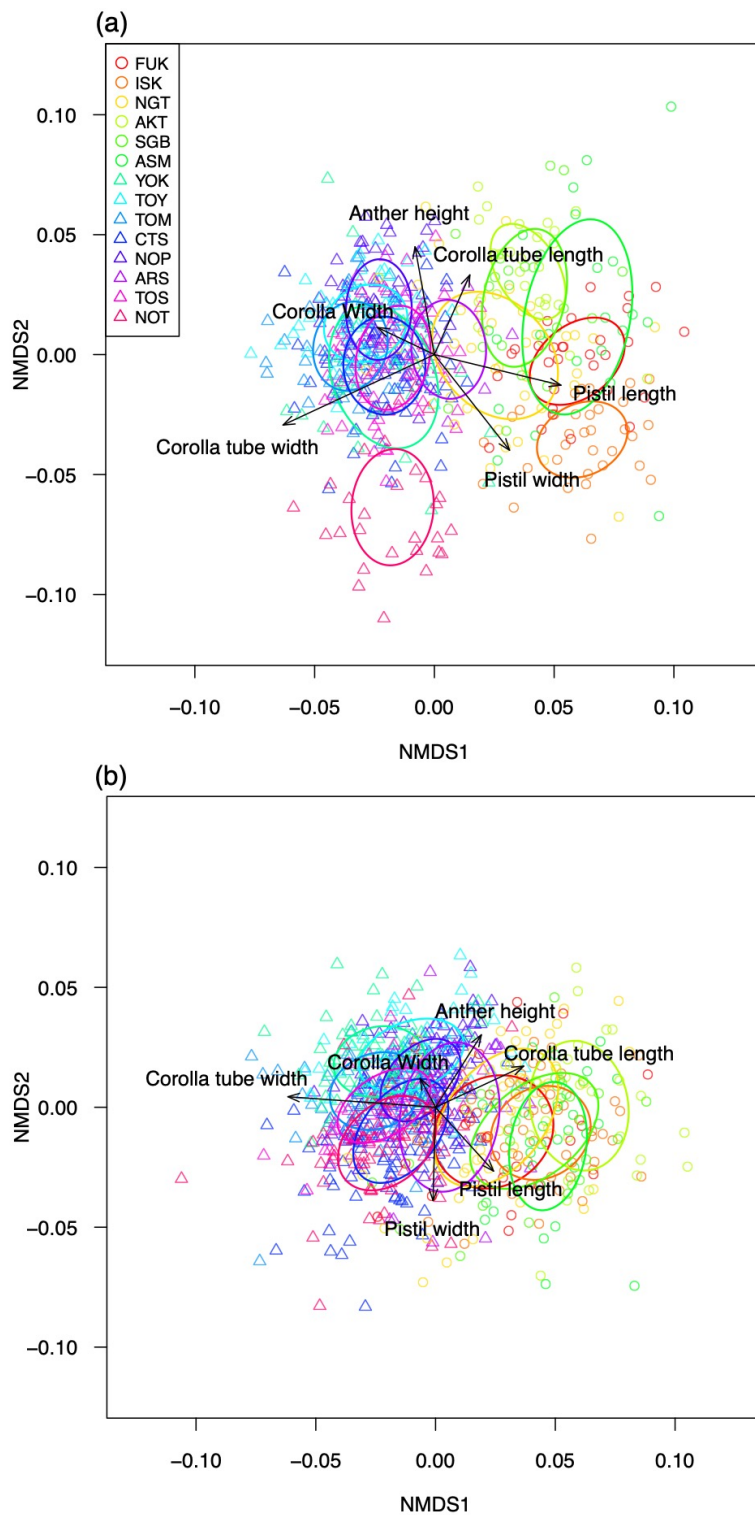 (a)
FUK
ISK
NGT
AKT
SGB
ASM
YOK
TOY
TOM
CTS
NOP
ARS
TOS
NOT
0.10
0.05
0.00
−0.05
−0.10
NMDS2
Anther height
Corolla tube length
Corolla Width
Pistil length
Corolla tube width
Pistil width
−0.10 −0.05 0.00 0.05 0.10
NMDS1
(b)
0.10
0.05
0.00
−0.05
−0.10
NMDS2
Anther height
Corolla tube length
Corolla Width
Corolla tube width
Pistil length
Pistil width
−0.10 −0.05 0.00 0.05 0.10
NMDS1